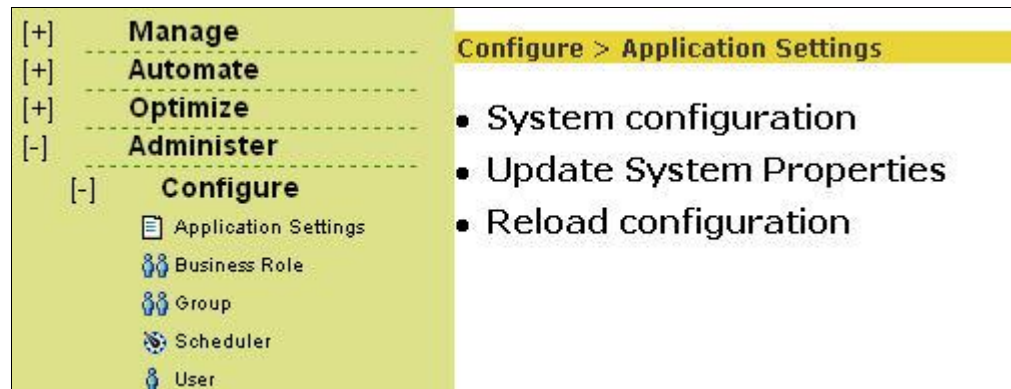 [+] Manage
[+] Automate
[+] Optimize
[-] Administer
[-] Configure
Application Settings
Business Role
Group
Scheduler
User
Configure > Application Settings
• System configuration
• Update System Properties
• Reload configuration